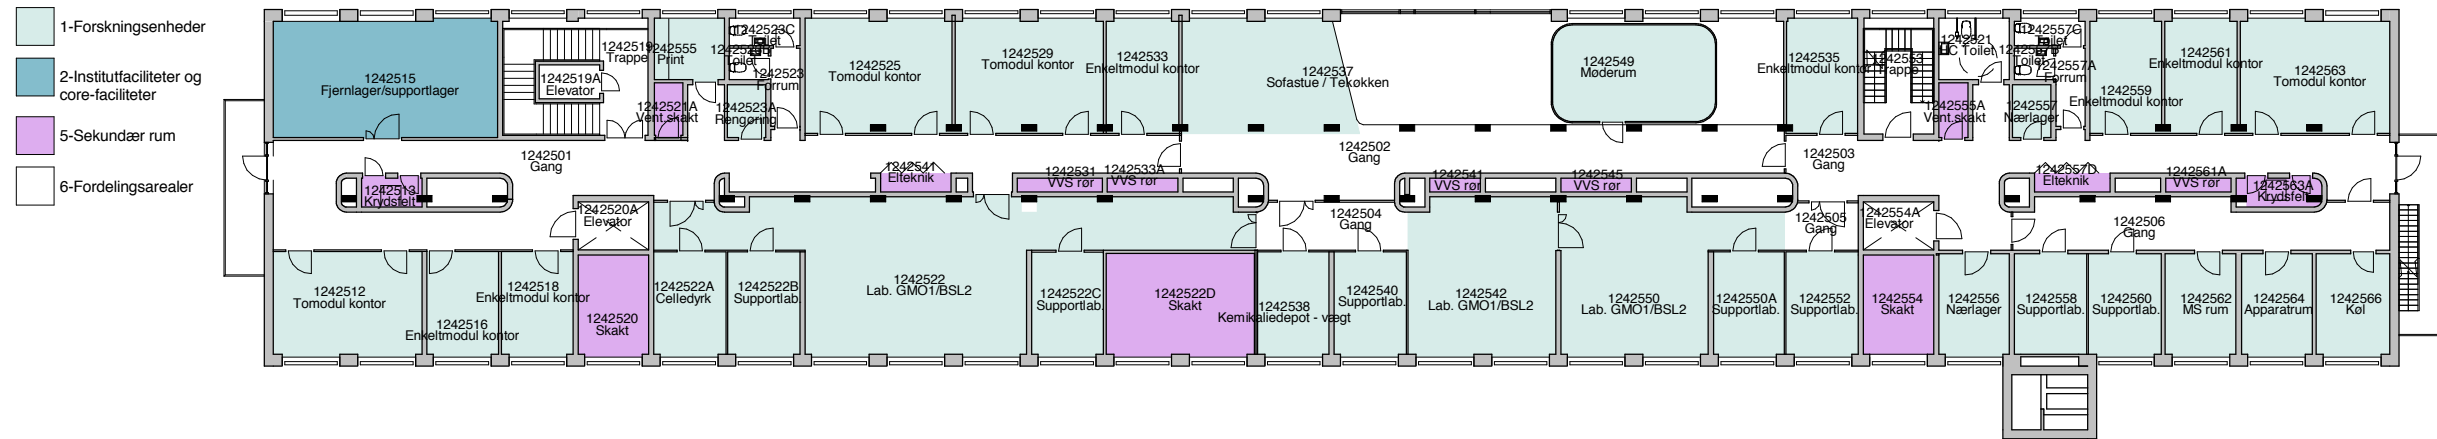 1-Forskningsenheder
2-Institutfaciliteter og
core-faciliteter
5-Sekundær rum
6-Fordelingsarealer
1242515
Fjernlager/supportlager
1242519
Trappe
1242519A
Elevator
1242555
Print
1242523C
Toilet
Toilet
1242523
Forrum
1242521A
Vent.skakt
1242523A
Rengøring
1242525
Tomodul kontor
1242529
Tomodul kontor
1242533
Enkeltmodul kontor
1242537
Sofastue / Tekøkken
1242549
Møderum
1242535
Enkeltmodul kontor
1242553
Trappe
1242521
HC Toilet
1242557C
Toilet
1242557B
Toilet
1242557A
Forrum
1242555A
Vent.skakt
1242557
Nærlager
1242559
Enkeltmodul kontor
1242561
Enkeltmodul kontor
1242563
Tomodul kontor
1242501
Gang
1242502
Gang
1242503
Gang
1242513
Krydsfelt
1242541
Elteknik
1242531
VVS rør
1242533A
VVS rør
1242541
VVS rør
1242545
VVS rør
1242557D
Elteknik
1242561A
VVS rør
1242563A
Krydsfelt
1242520A
Elevator
1242504
Gang
1242505
Gang
1242554A
Elevator
1242506
Gang
1242512
Tomodul kontor
1242516
Enkeltmodul kontor
1242518
Enkeltmodul kontor
1242520
Skakt
1242522A
Celledyrk
1242522B
Supportlab.
1242522
Lab. GMO1/BSL2
1242522C
Supportlab.
1242522D
Skakt
1242538
Kemikaliedepot - vægt
1242540
Supportlab.
1242542
Lab. GMO1/BSL2
1242550
Lab. GMO1/BSL2
1242550A
Supportlab.
1242552
Supportlab.
1242554
Skakt
1242556
Nærlager
1242558
Supportlab.
1242560
Supportlab.
1242562
MS rum
1242564
Apparatrum
1242566
Køl